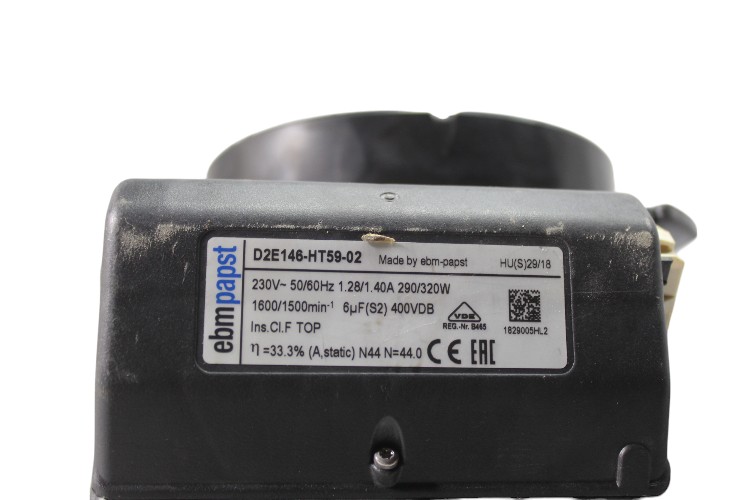 ebmpapst
D2E146-HT59-02 Made by ebm-papst HU(S)29/18
230V~ 50/60Hz 1.28/1.40A 290/320W
1600/1500min⁻¹ 6µF(S2) 400VDB
Ins.Cl.F TOP
η =33.3% (A,static) N44 N=44.0 CE EAC
VDE
REG.-Nr. B465
1829005HL2